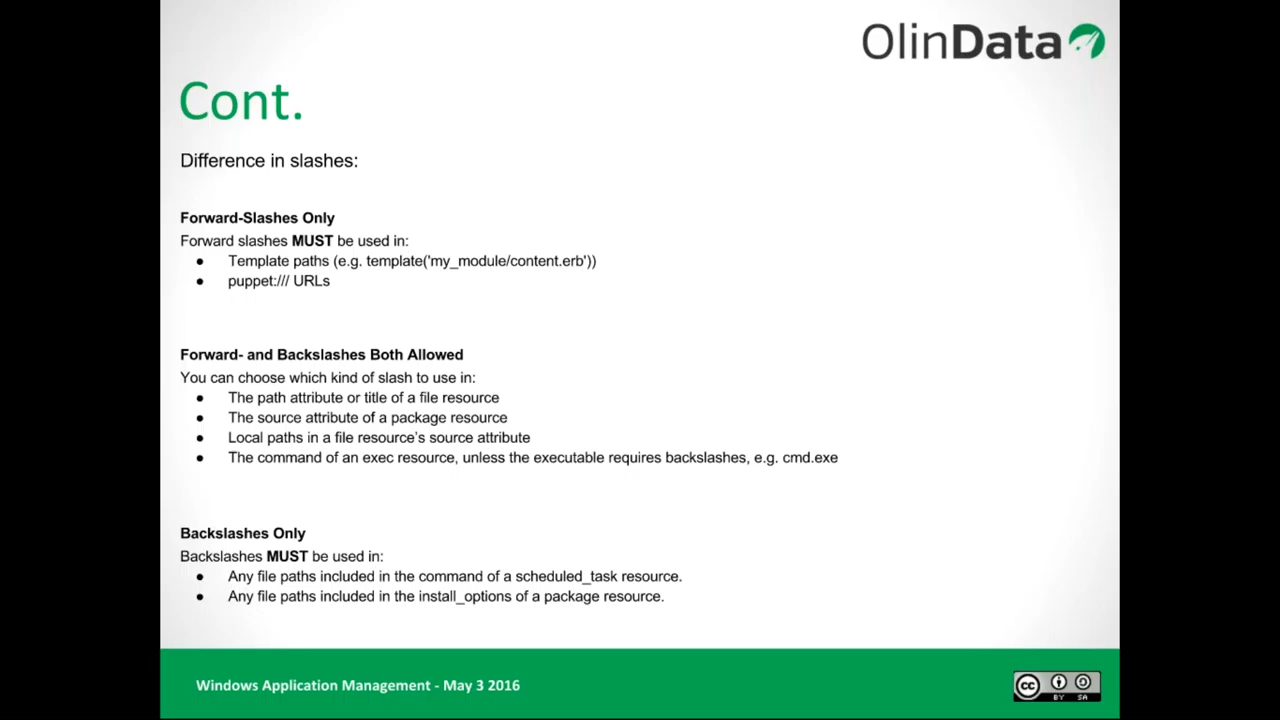 OlinData
Cont.
Difference in slashes:
Forward-Slashes Only
Forward slashes MUST be used in:
● Template paths (e.g. template('my_module/content.erb'))
● puppet:/// URLs
Forward- and Backslashes Both Allowed
You can choose which kind of slash to use in:
● The path attribute or title of a file resource
● The source attribute of a package resource
● Local paths in a file resource's source attribute
● The command of an exec resource, unless the executable requires backslashes, e.g. cmd.exe
Backslashes Only
Backslashes MUST be used in:
● Any file paths included in the command of a scheduled_task resource.
● Any file paths included in the install_options of a package resource.
Windows Application Management - May 3 2016
cc BY SA